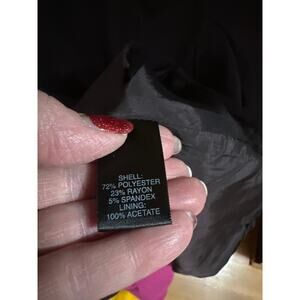 SHELL:
72% POLYESTER
23% RAYON
5% SPANDEX
LINING:
100% ACETATE